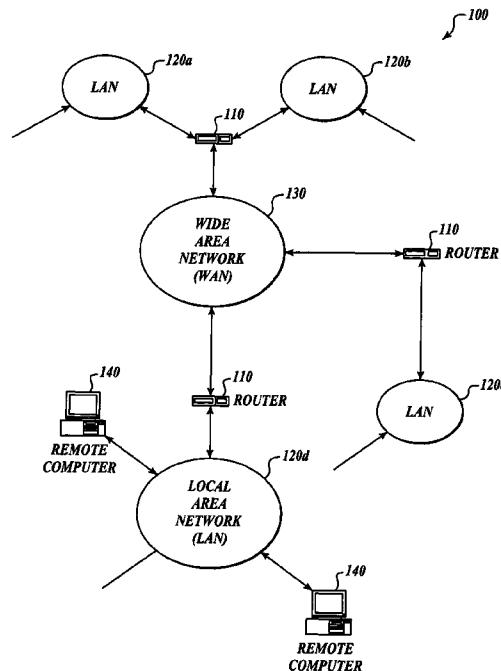 100
120a
120b
LAN
LAN
110
130
WIDE
AREA
NETWORK
(WAN)
110
ROUTER
110
ROUTER
120
LAN
140
REMOTE
COMPUTER
120d
LOCAL
AREA
NETWORK
(LAN)
140
REMOTE
COMPUTER